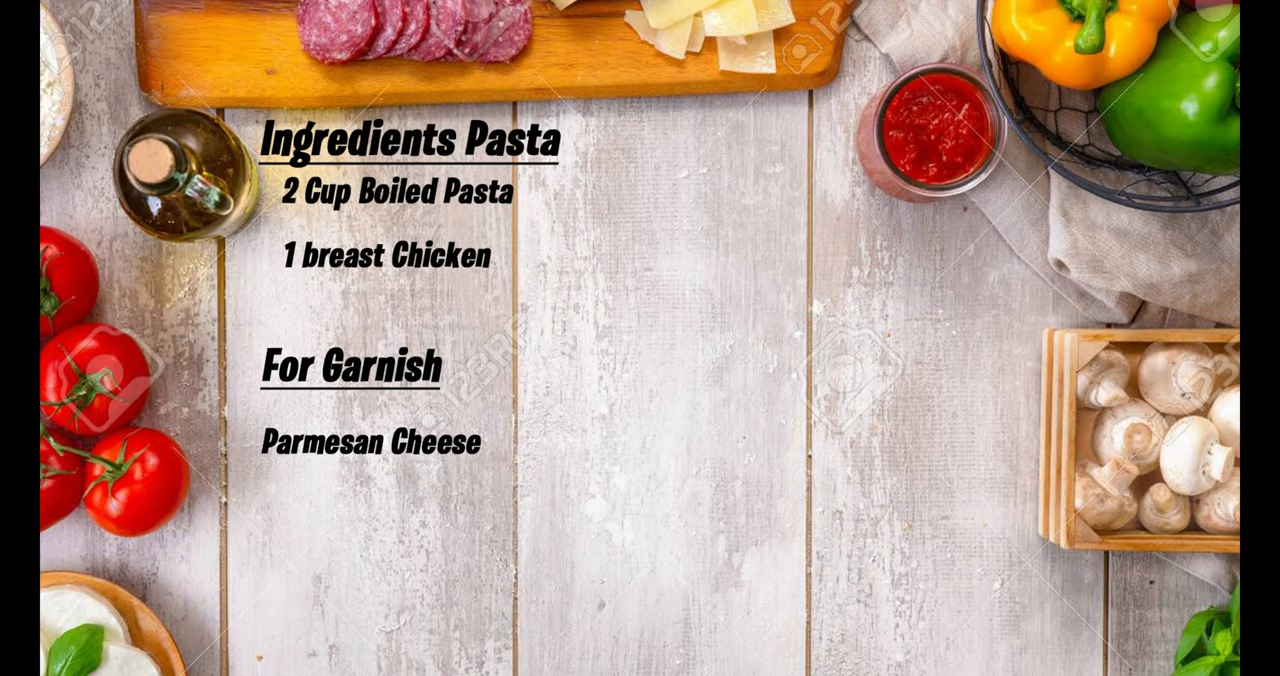 Ingredients Pasta
2 Cup Boiled Pasta
1 breast Chicken
For Garnish
Parmesan Cheese